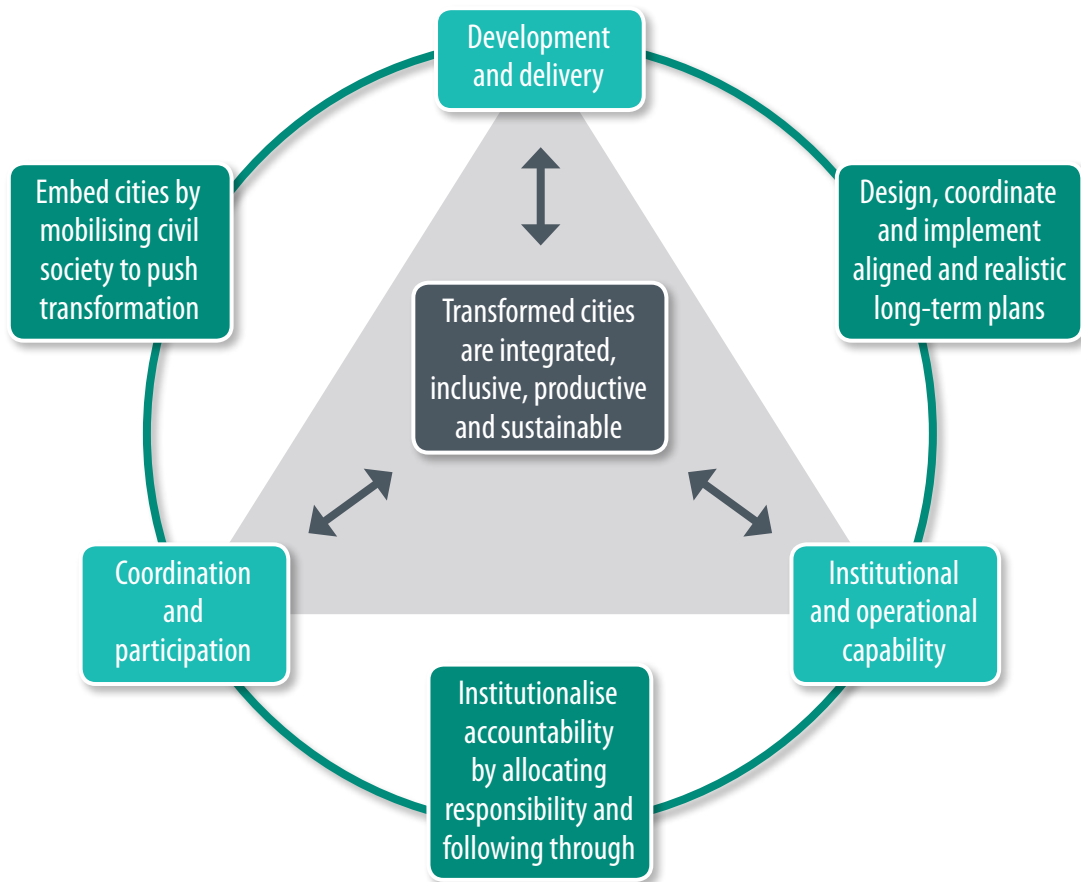 Development
and delivery
Embed cities by
mobilising civil
society to push
transformation
Design, coordinate
and implement
aligned and realistic
long-term plans
Transformed cities
are integrated,
inclusive, productive
and sustainable
Coordination
and
participation
Institutional
and operational
capability
Institutionalise
accountability
by allocating
responsibility and
following through